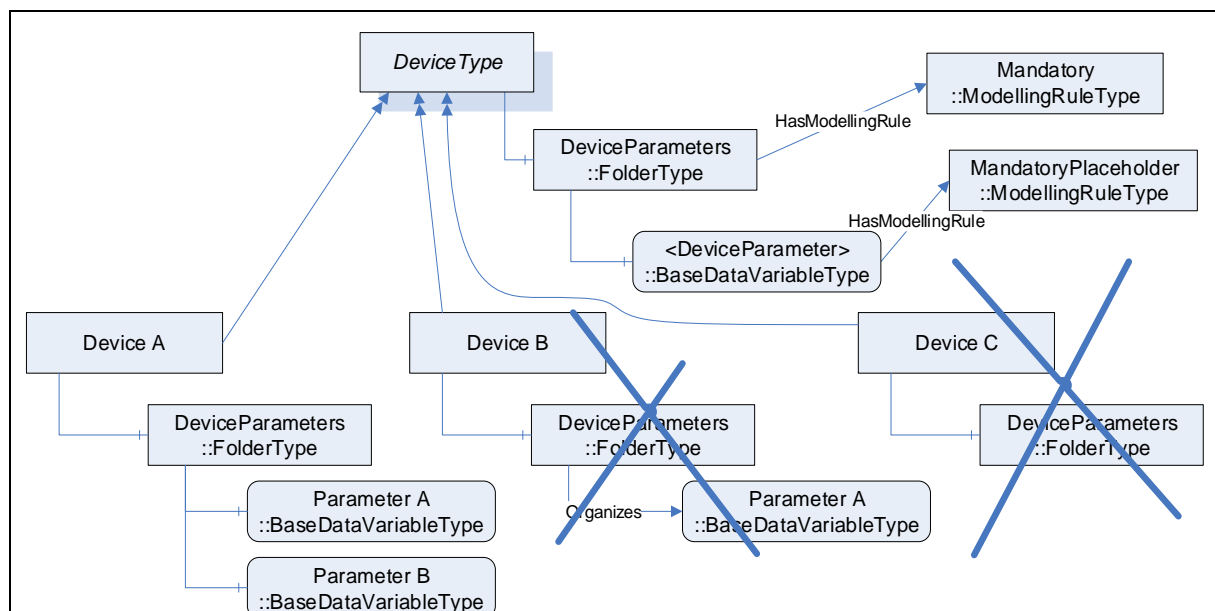 DeviceType
Mandatory
::ModellingRuleType
HasModellingRule
DeviceParameters
::FolderType
MandatoryPlaceholder
::ModellingRuleType
HasModellingRule
<DeviceParameter>
::BaseDataVariableType
Device A
Device B
Device C
DeviceParameters
::FolderType
DeviceParameters
::FolderType
DeviceParameters
::FolderType
Parameter A
::BaseDataVariableType
Organizes
Parameter A
::BaseDataVariableType
Parameter B
::BaseDataVariableType